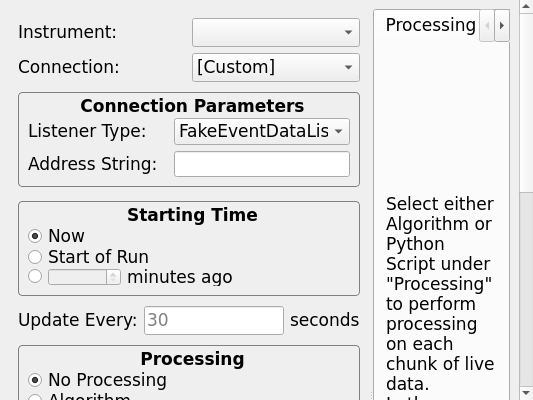 Instrument:
Connection:
[Custom]
Connection Parameters
Listener Type:
FakeEventDataLis
Address String:
Starting Time
Now
Start of Run
minutes ago
Update Every:
30
seconds
Processing
No Processing
Algorithm
Processing
Select either
Algorithm or
Python
Script under
"Processing"
to perform
processing
on each
chunk of live
data.